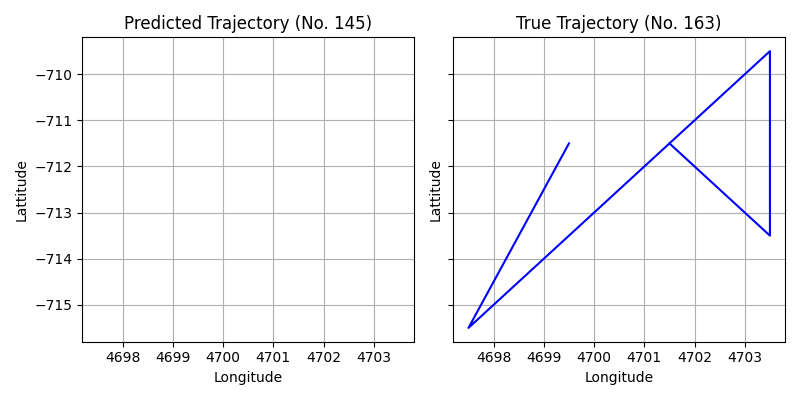 Predicted Trajectory (No. 145)
True Trajectory (No. 163)
Lattitude
−710
−711
−712
−713
−714
−715
4698 4699 4700 4701 4702 4703
Longitude
Lattitude
4698 4699 4700 4701 4702 4703
Longitude